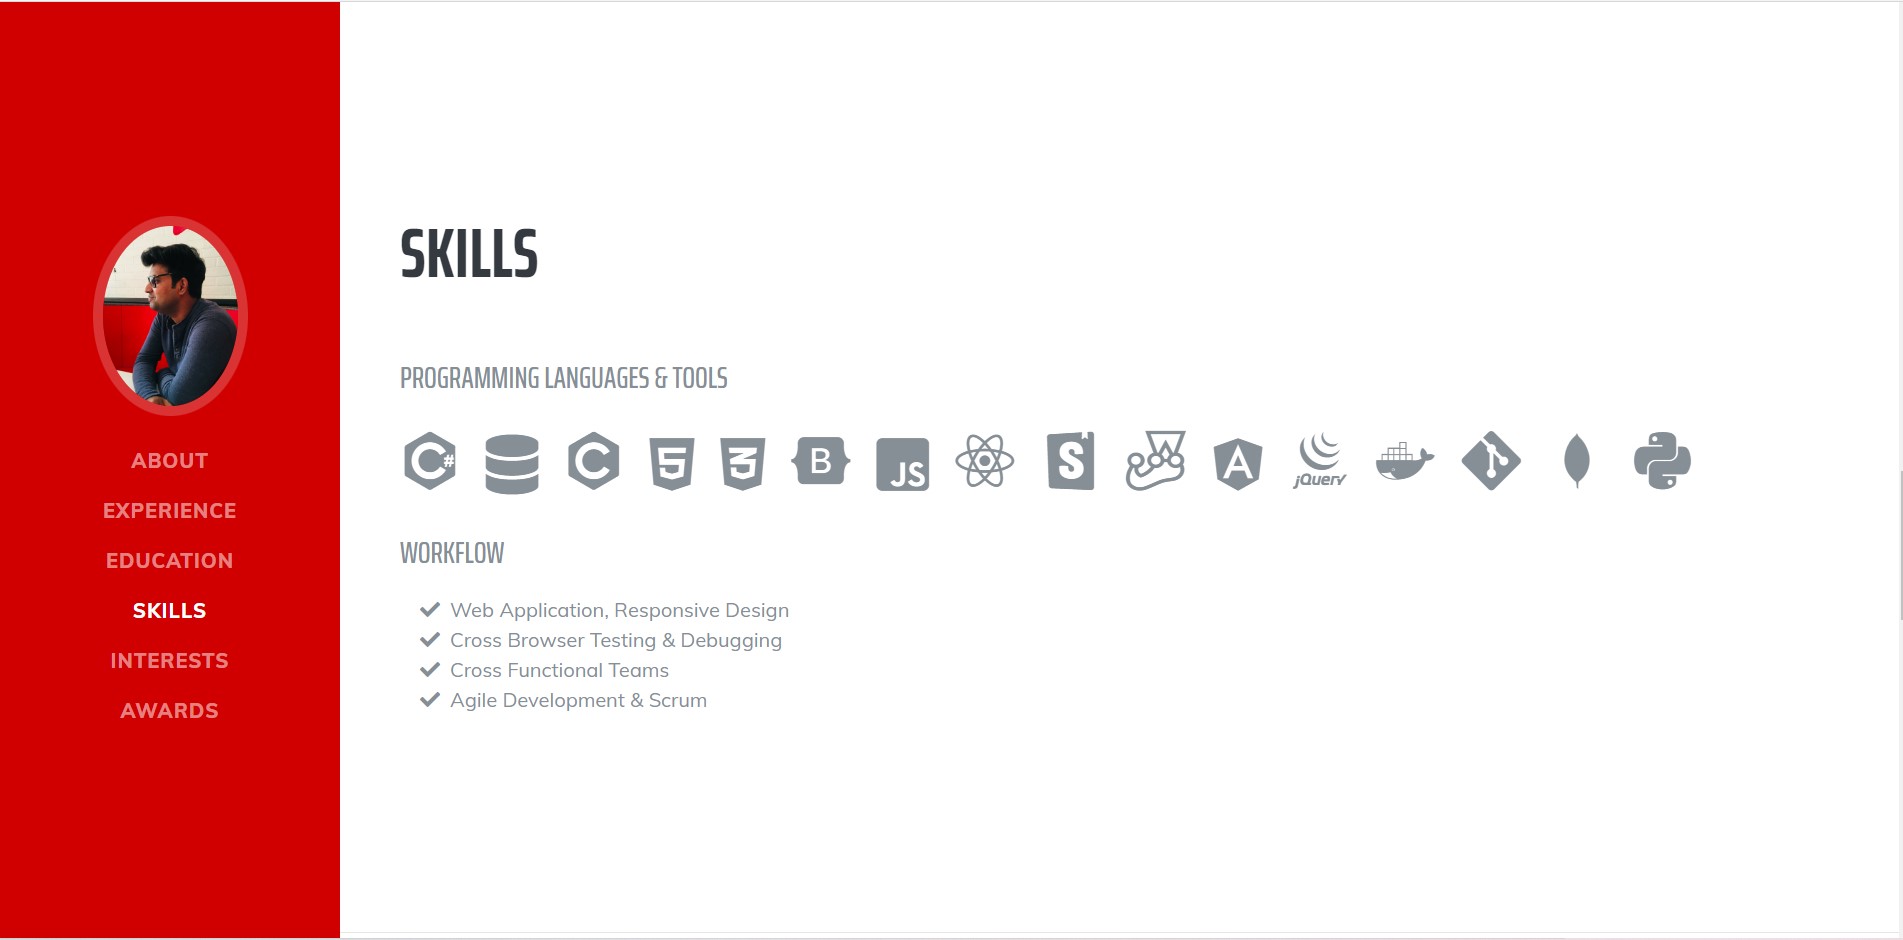 ABOUT
EXPERIENCE
EDUCATION
SKILLS
INTERESTS
AWARDS
SKILLS
PROGRAMMING LANGUAGES & TOOLS
C# C 5 3 B JS S A jQuery
WORKFLOW
Web Application, Responsive Design
Cross Browser Testing & Debugging
Cross Functional Teams
Agile Development & Scrum